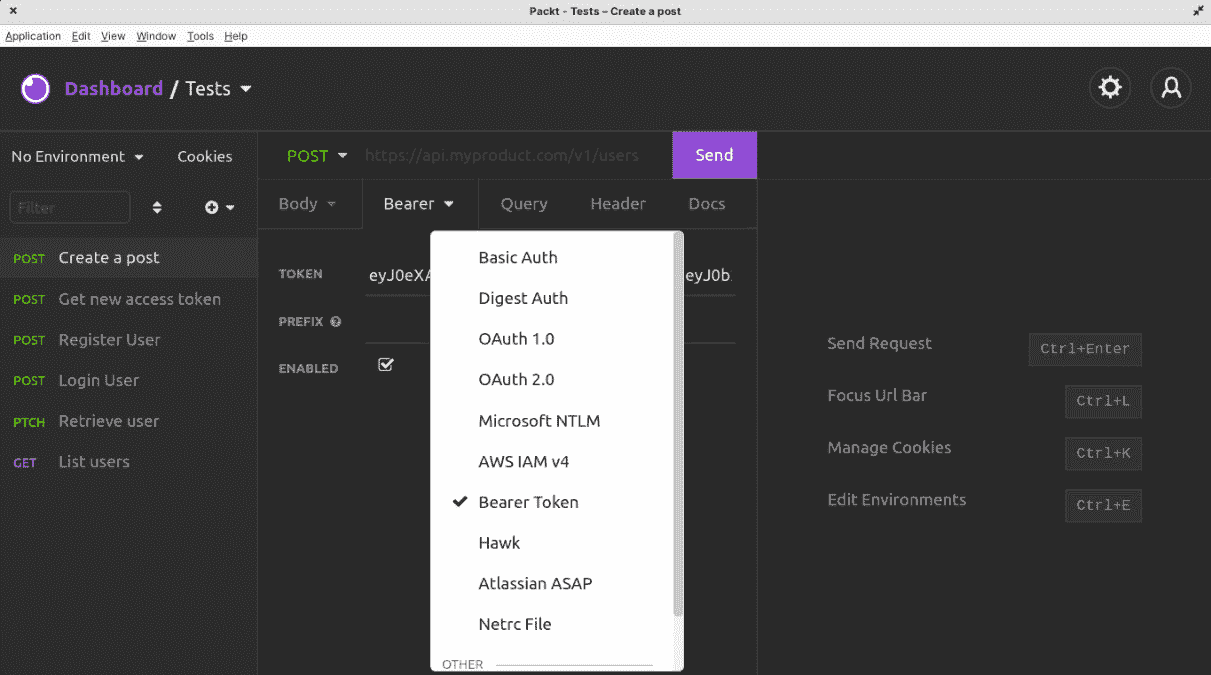 Packt - Tests – Create a post
Application Edit View Window Tools Help
Dashboard / Tests
No Environment Cookies
POST https://api.myproduct.com/v1/users Send
Filter
Body Bearer Query Header Docs
POST Create a post
POST Get new access token
POST Register User
POST Login User
PTCH Retrieve user
GET List users
TOKEN eyJ0eXA eyJ0b
PREFIX
ENABLED
Basic Auth
Digest Auth
OAuth 1.0
OAuth 2.0
Microsoft NTLM
AWS IAM v4
Bearer Token
Hawk
Atlassian ASAP
Netrc File
OTHER
Send Request Ctrl+Enter
Focus Url Bar Ctrl+L
Manage Cookies Ctrl+K
Edit Environments Ctrl+E